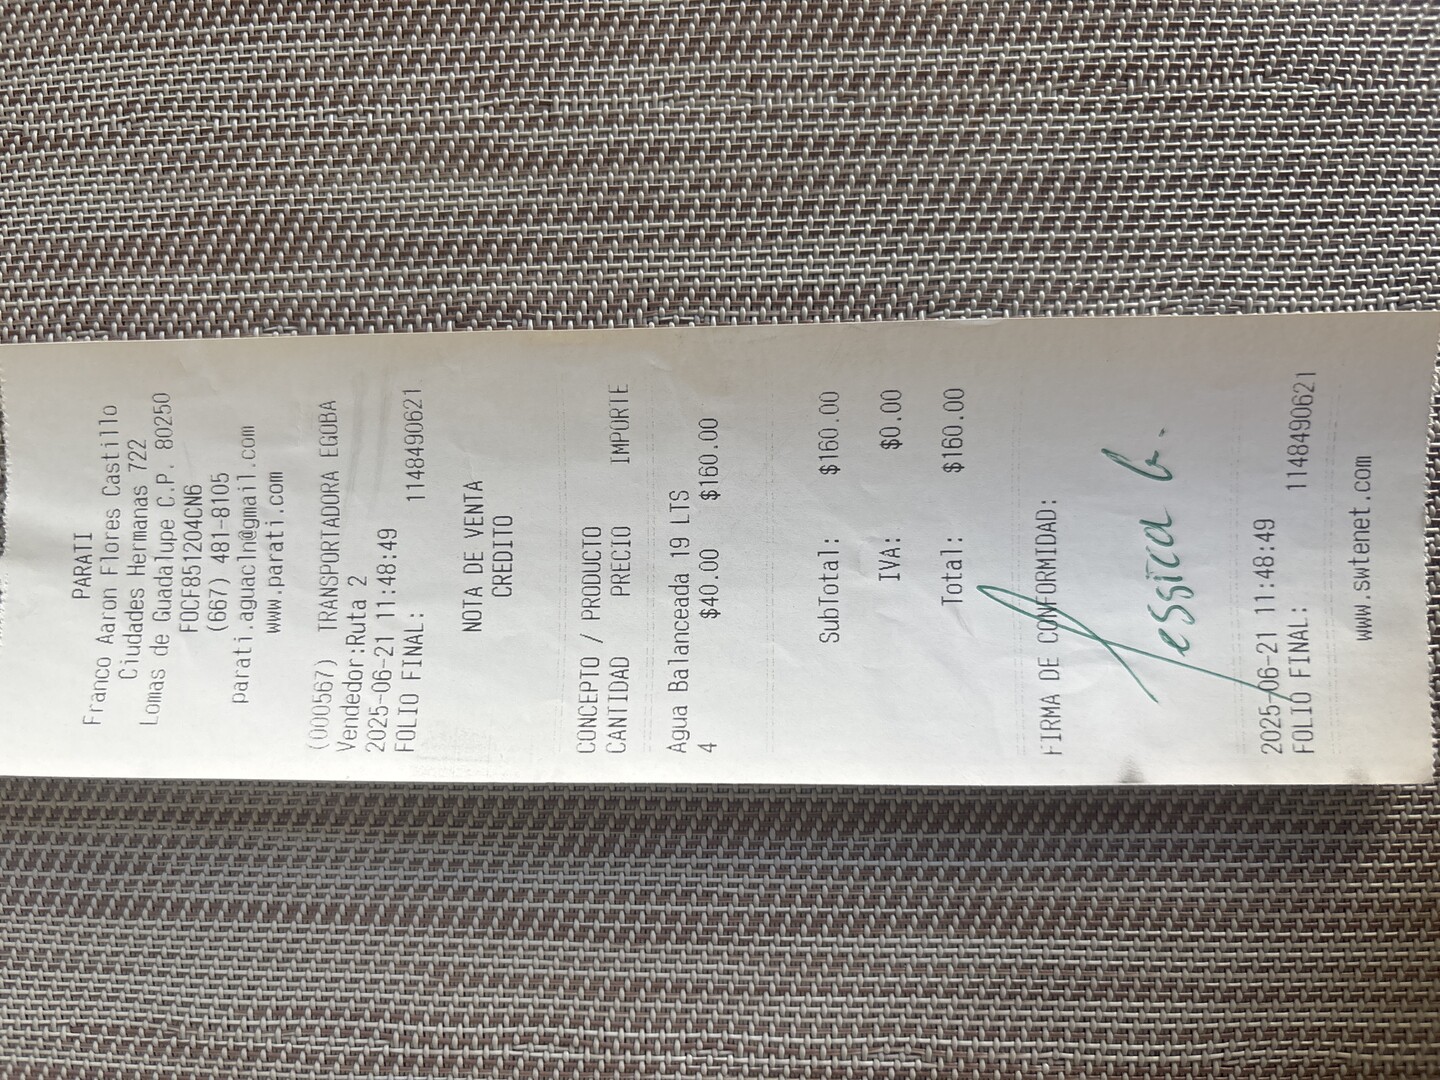 PARATI
Franco Aaron Flores Castillo
Ciudades Hermanas 722
Lomas de Guadalupe C.P. 80250
FOCF851204CN6
(667) 481-8105
parati.aguacln@gmail.com
www.parati.com
(000567) TRANSPORTADORA EGOBA
Vendedor:Ruta 2
2025-06-21 11:48:49
FOLIO FINAL: 1148490621
NOTA DE VENTA
CREDITO
CONCEPTO / PRODUCTO
CANTIDAD PRECIO IMPORTE
Agua Balanceada 19 LTS
4 $40.00 $160.00
SubTotal: $160.00
IVA: $0.00
Total: $160.00
FIRMA DE CONFORMIDAD:
Jessica G.
2025-06-21 11:48:49
FOLIO FINAL: 1148490621
www.swtenet.com